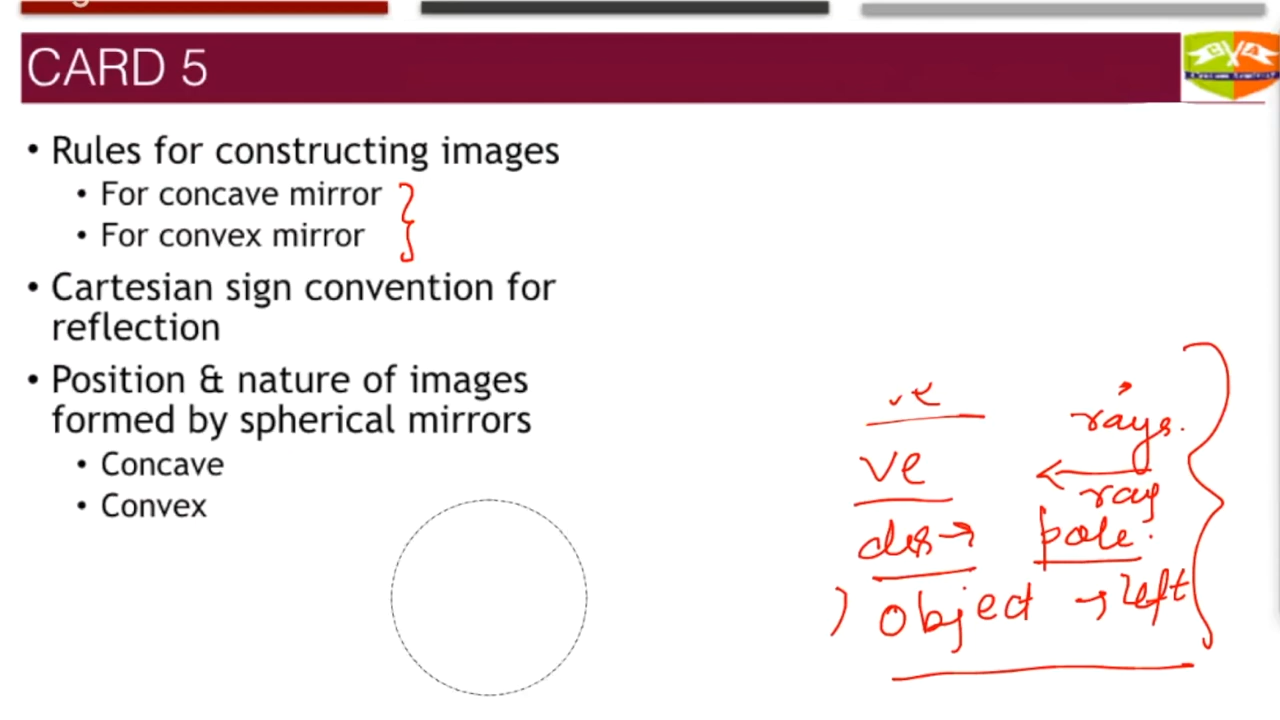 CARD 5
• Rules for constructing images
• For concave mirror
• For convex mirror
• Cartesian sign convention for
reflection
• Position & nature of images
formed by spherical mirrors
• Concave
• Convex
ve rays.
ve ← ray
dis → pole.
) Object → left